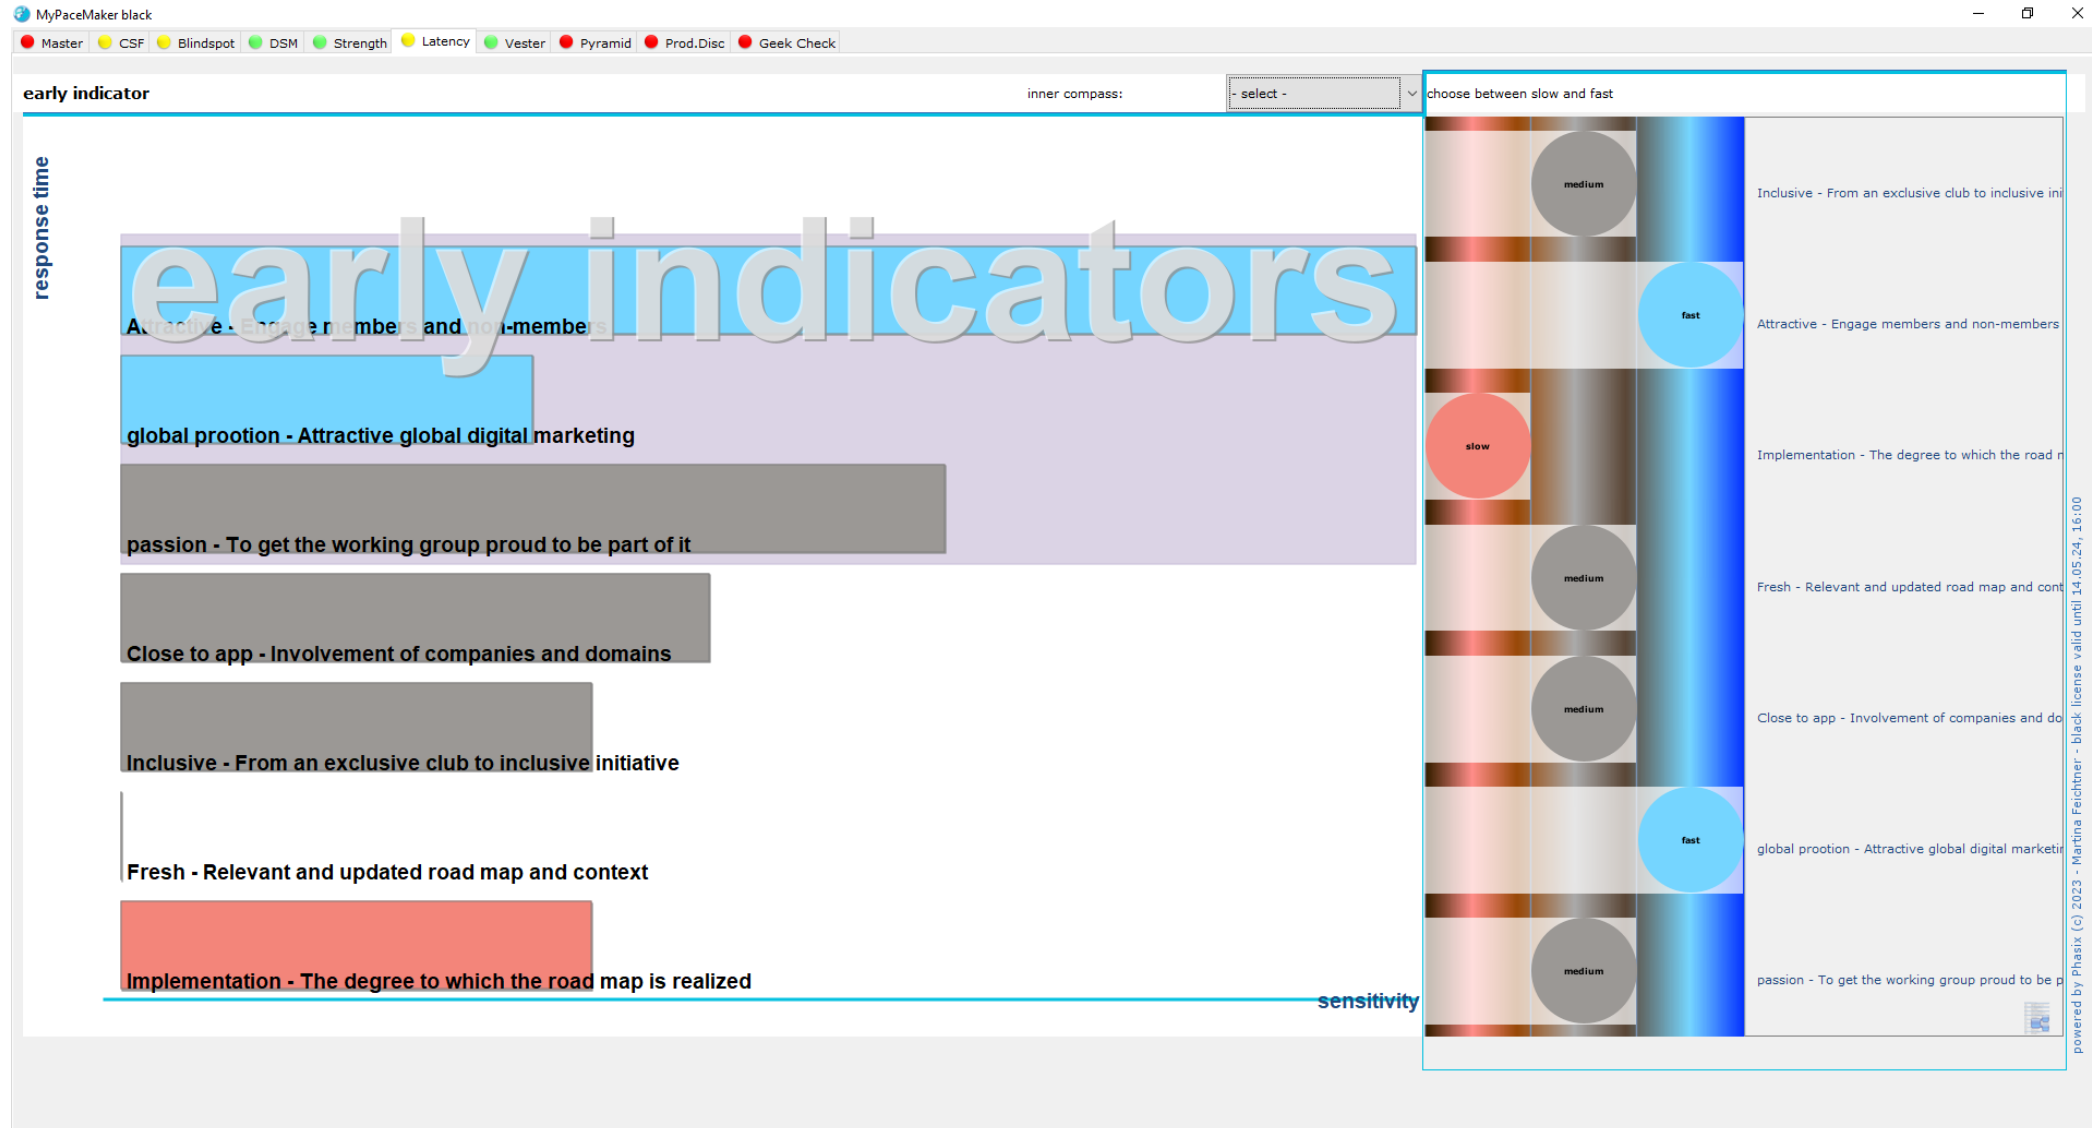 MyPaceMaker black
Master CSF Blindspot DSM Strength Latency Vester Pyramid Prod.Disc Geek Check
early indicator
inner compass:
- select -
choose between slow and fast
response time
early indicators
Attractive - Engage members and non-members
global prootion - Attractive global digital marketing
passion - To get the working group proud to be part of it
Close to app - Involvement of companies and domains
Inclusive - From an exclusive club to inclusive initiative
Fresh - Relevant and updated road map and context
Implementation - The degree to which the road map is realized
sensitivity
medium
Inclusive - From an exclusive club to inclusive ini
fast
Attractive - Engage members and non-members
slow
Implementation - The degree to which the road
medium
Fresh - Relevant and updated road map and cont
medium
Close to app - Involvement of companies and do
fast
global prootion - Attractive global digital marketin
medium
passion - To get the working group proud to be p
powered by Phasix (c) 2023 - Martina Feichtner - black license valid until 14.05.24, 16:00